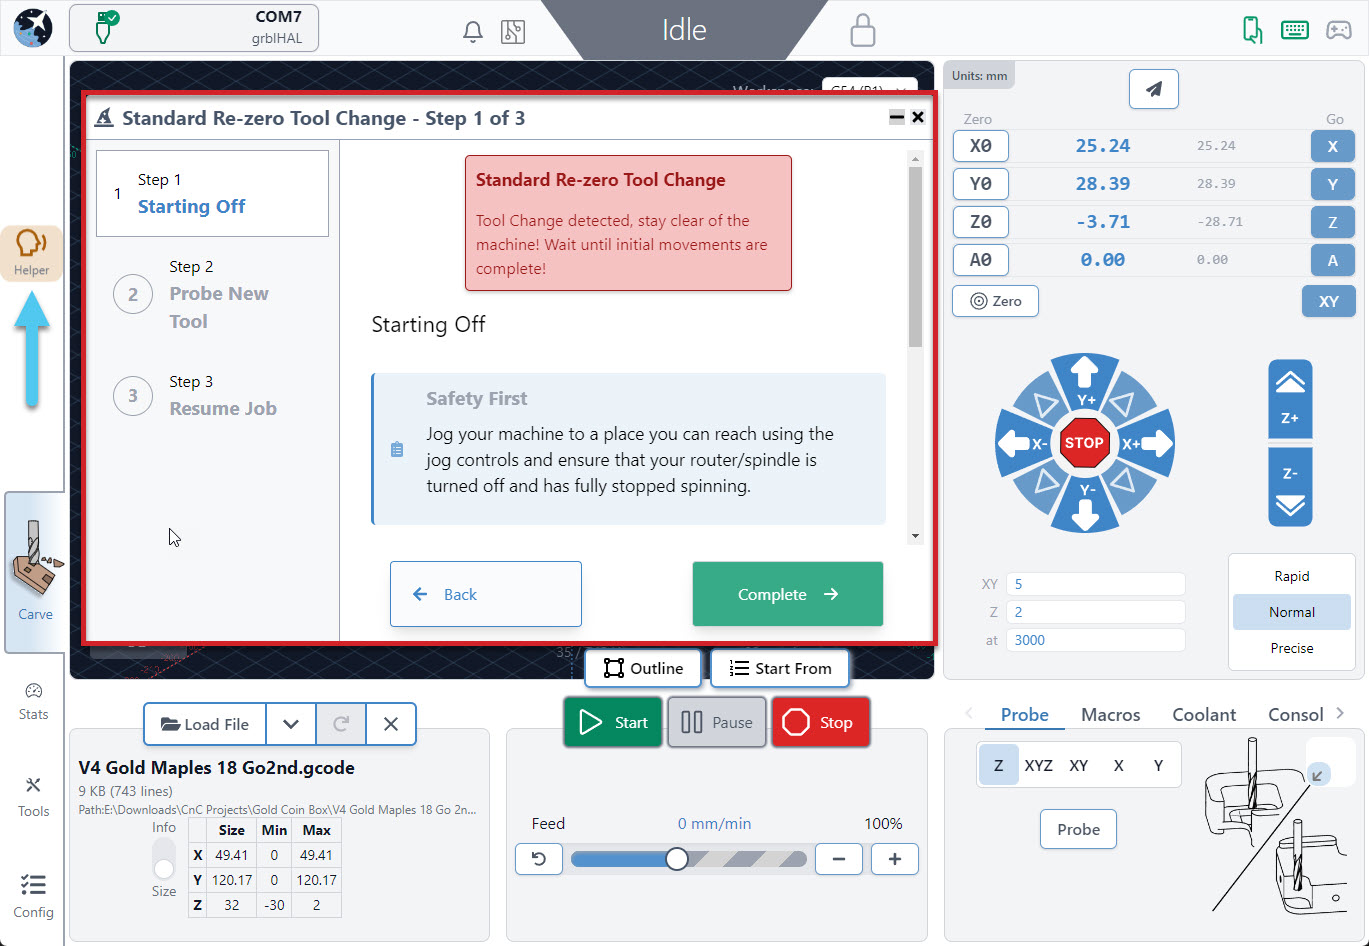 COM7
grblHAL
Idle
Helper
Carve
Stats
Tools
Config
Workspace: G54 (P1)
Standard Re-zero Tool Change - Step 1 of 3
1
Step 1
Starting Off
2
Step 2
Probe New
Tool
3
Step 3
Resume Job
Standard Re-zero Tool Change
Tool Change detected, stay clear of the
machine! Wait until initial movements are
complete!
Starting Off
Safety First
Jog your machine to a place you can reach using the
jog controls and ensure that your router/spindle is
turned off and has fully stopped spinning.
Back
Complete
35
Outline
Start From
Start
Pause
Stop
Units: mm
Zero
Go
X0 25.24 25.24 X
Y0 28.39 28.39 Y
Z0 -3.71 -28.71 Z
A0 0.00 0.00 A
Zero
XY
Y+
X-
STOP
X+
Y-
Z+
Z-
XY 5
Z 2
at 3000
Rapid
Normal
Precise
Load File
V4 Gold Maples 18 Go2nd.gcode
9 KB (743 lines)
Path:E:\Downloads\CnC Projects\Gold Coin Box\V4 Gold Maples 18 Go 2n...
Info
Size
Size Min Max
X 49.41 0 49.41
Y 120.17 0 120.17
Z 32 -30 2
Feed
0 mm/min
100%
Probe
Macros
Coolant
Consol
Z
XYZ
XY
X
Y
Probe